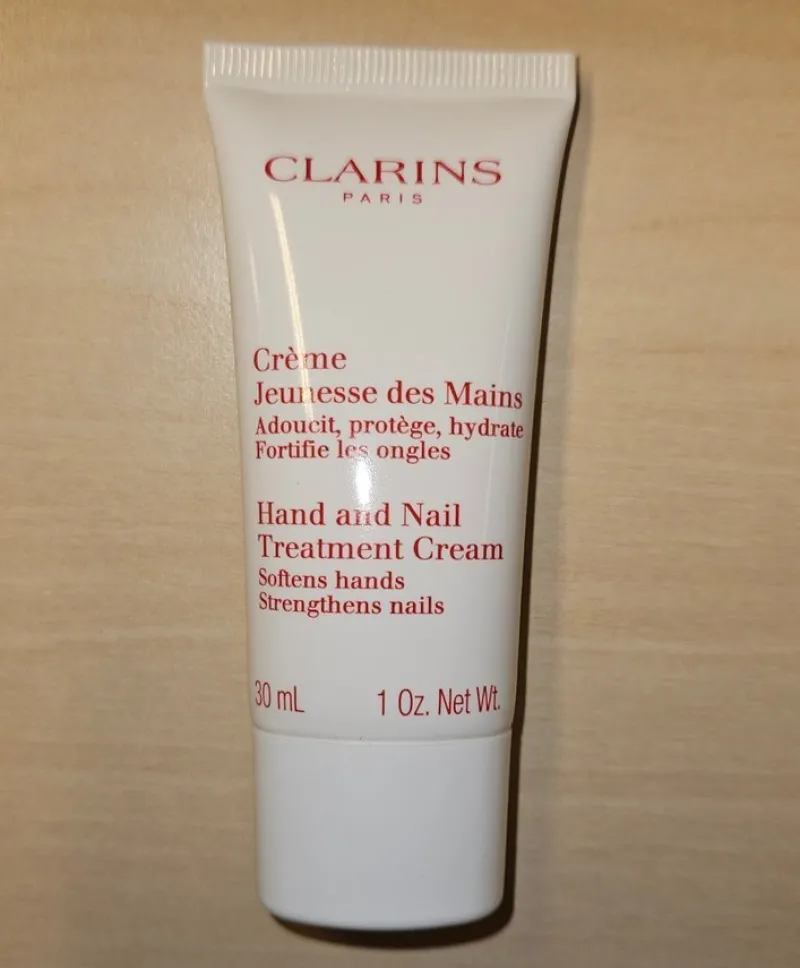 CLARINS
PARIS
Crème
Jeunesse des Mains
Adoucit, protège, hydrate
Fortifie les ongles
Hand and Nail
Treatment Cream
Softens hands
Strengthens nails
30 mL 1 Oz. Net Wt.